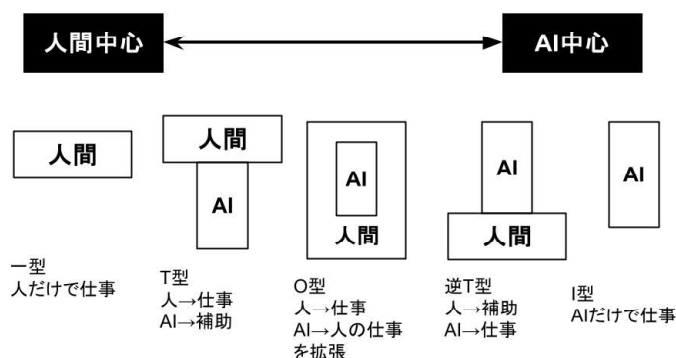 人間中心
AI中心
人間
人間
AI
AI
人間
AI
人間
AI
一型
人だけで仕事
T型
人→仕事
AI→補助
O型
人→仕事
AI→人の仕事
を拡張
逆T型
人→補助
AI→仕事
I型
AIだけで仕事